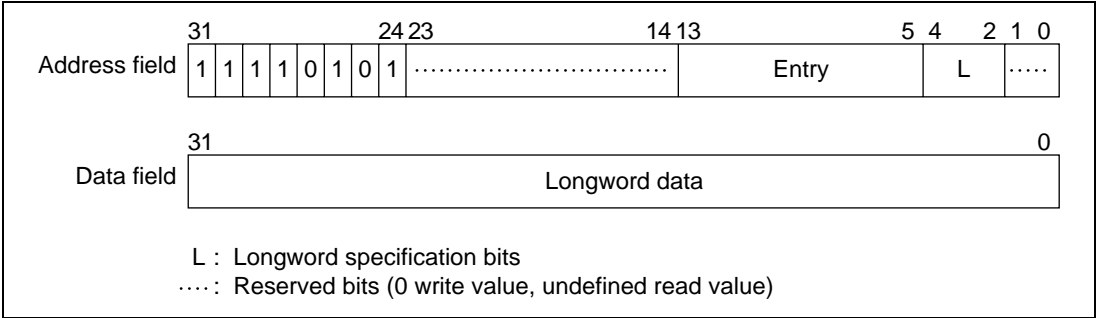 31 24 23 14 13 5 4 2 1 0
Address field 1 1 1 1 0 1 0 1 Entry L
31 0
Data field Longword data
L : Longword specification bits
···· : Reserved bits (0 write value, undefined read value)